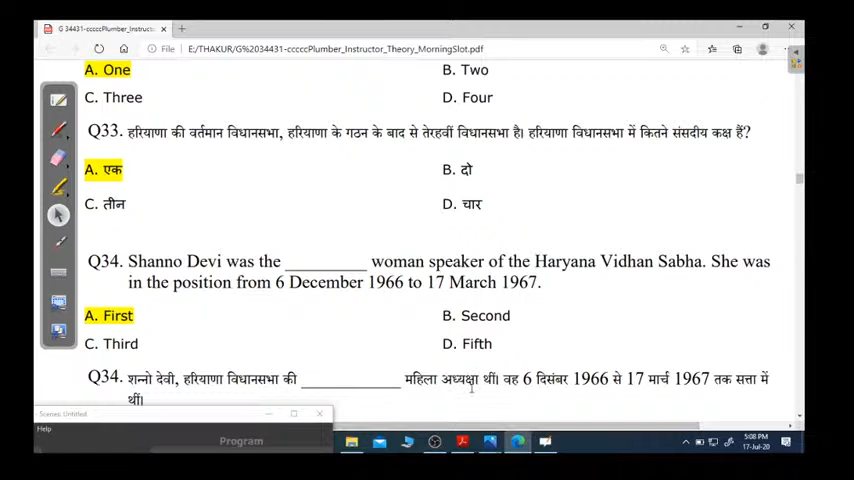 G 34431-cccccPlumber_Instructc
File
E:/THAKUR/G%2034431-cccccPlumber_Instructor_Theory_MorningSlot.pdf
A. One
B. Two
C. Three
D. Four
Q33. हरियाणा की वर्तमान विधानसभा, हरियाणा के गठन के बाद से तेरहवीं विधानसभा है। हरियाणा विधानसभा में कितने संसदीय कक्ष हैं?
A. एक
B. दो
C. तीन
D. चार
Q34. Shanno Devi was the ________ woman speaker of the Haryana Vidhan Sabha. She was
in the position from 6 December 1966 to 17 March 1967.
A. First
B. Second
C. Third
D. Fifth
Q34. शन्नो देवी, हरियाणा विधानसभा की __________ महिला अध्यक्षा थीं। वह 6 दिसंबर 1966 से 17 मार्च 1967 तक सत्ता में
थीं।
Scenes: Untitled
Help
Program
5:08 PM
17-Jul-20